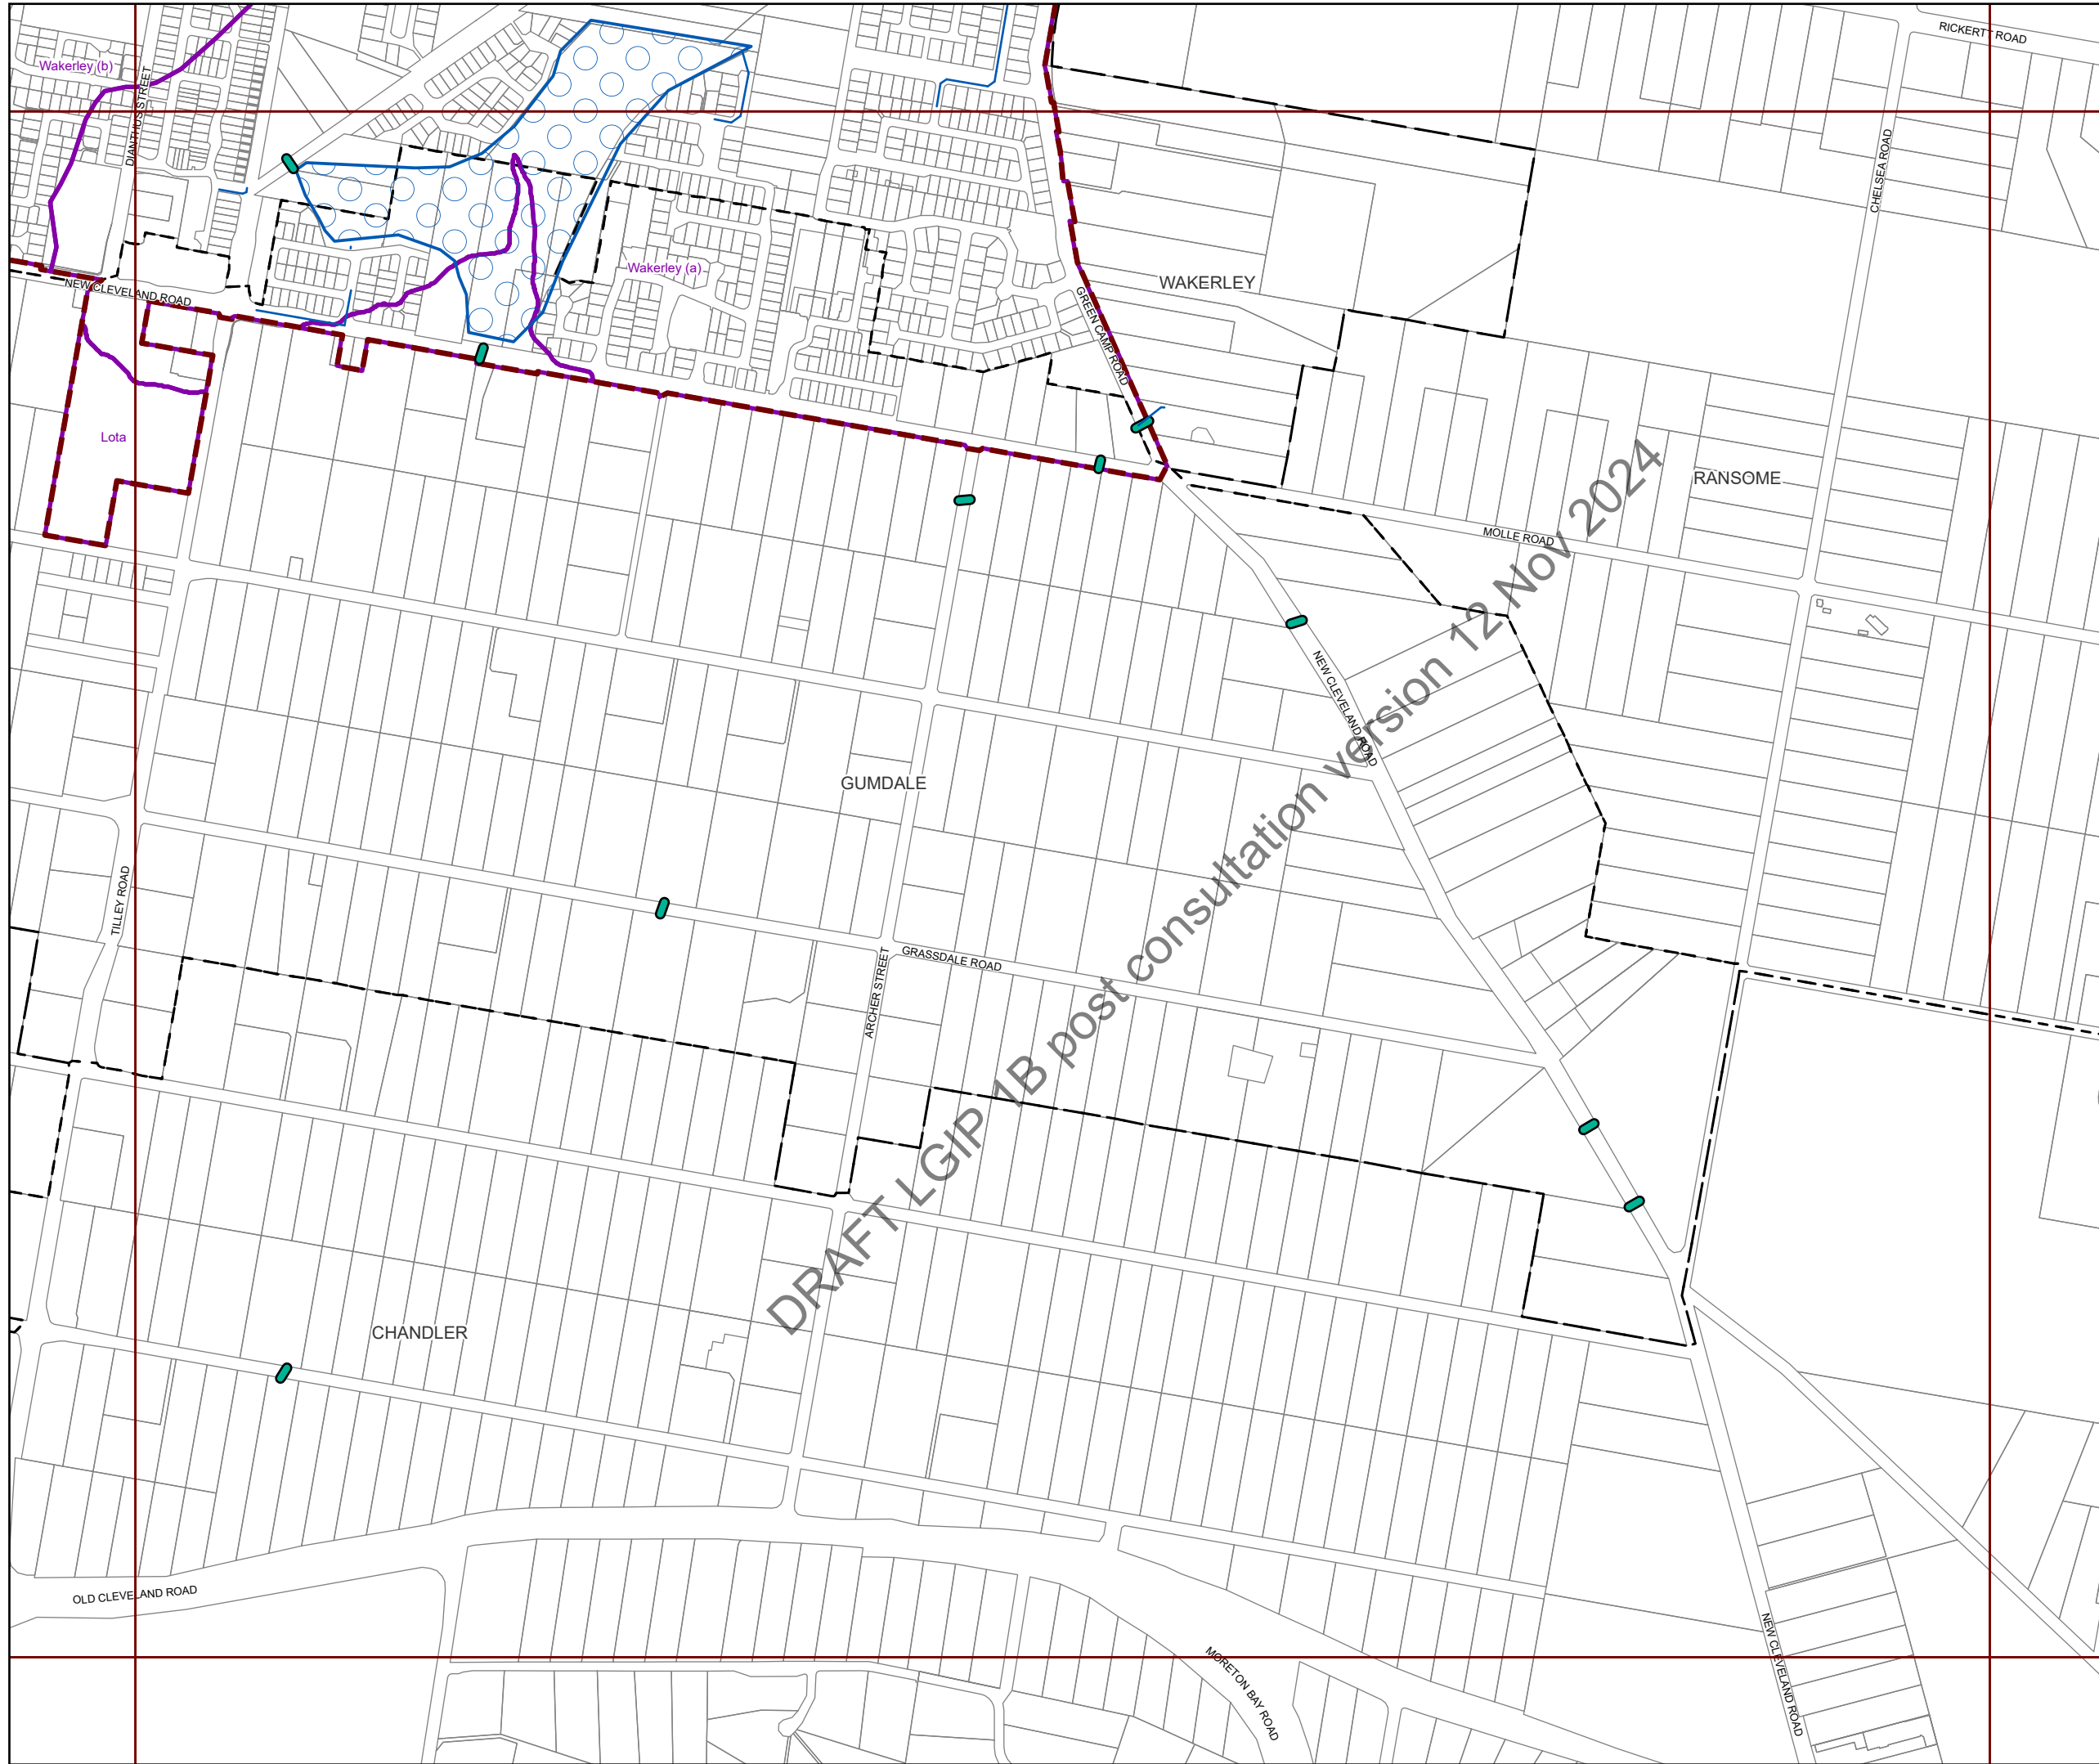 RICKERTT ROAD
Wakerley (b)
DIANTHUS STREET
CHELSEA ROAD
Wakerley (a)
WAKERLEY
NEW CLEVELAND ROAD
GREEN CAMP ROAD
Lota
RANSOME
MOLLE ROAD
NEW CLEVELAND ROAD
GUMDALE
TILLEY ROAD
GRASSDALE ROAD
ARCHER STREET
DRAFT LGIP 1B post consultation version 12 Nov 2024
CHANDLER
OLD CLEVELAND ROAD
MORETON BAY ROAD
NEW CLEVELAND ROAD